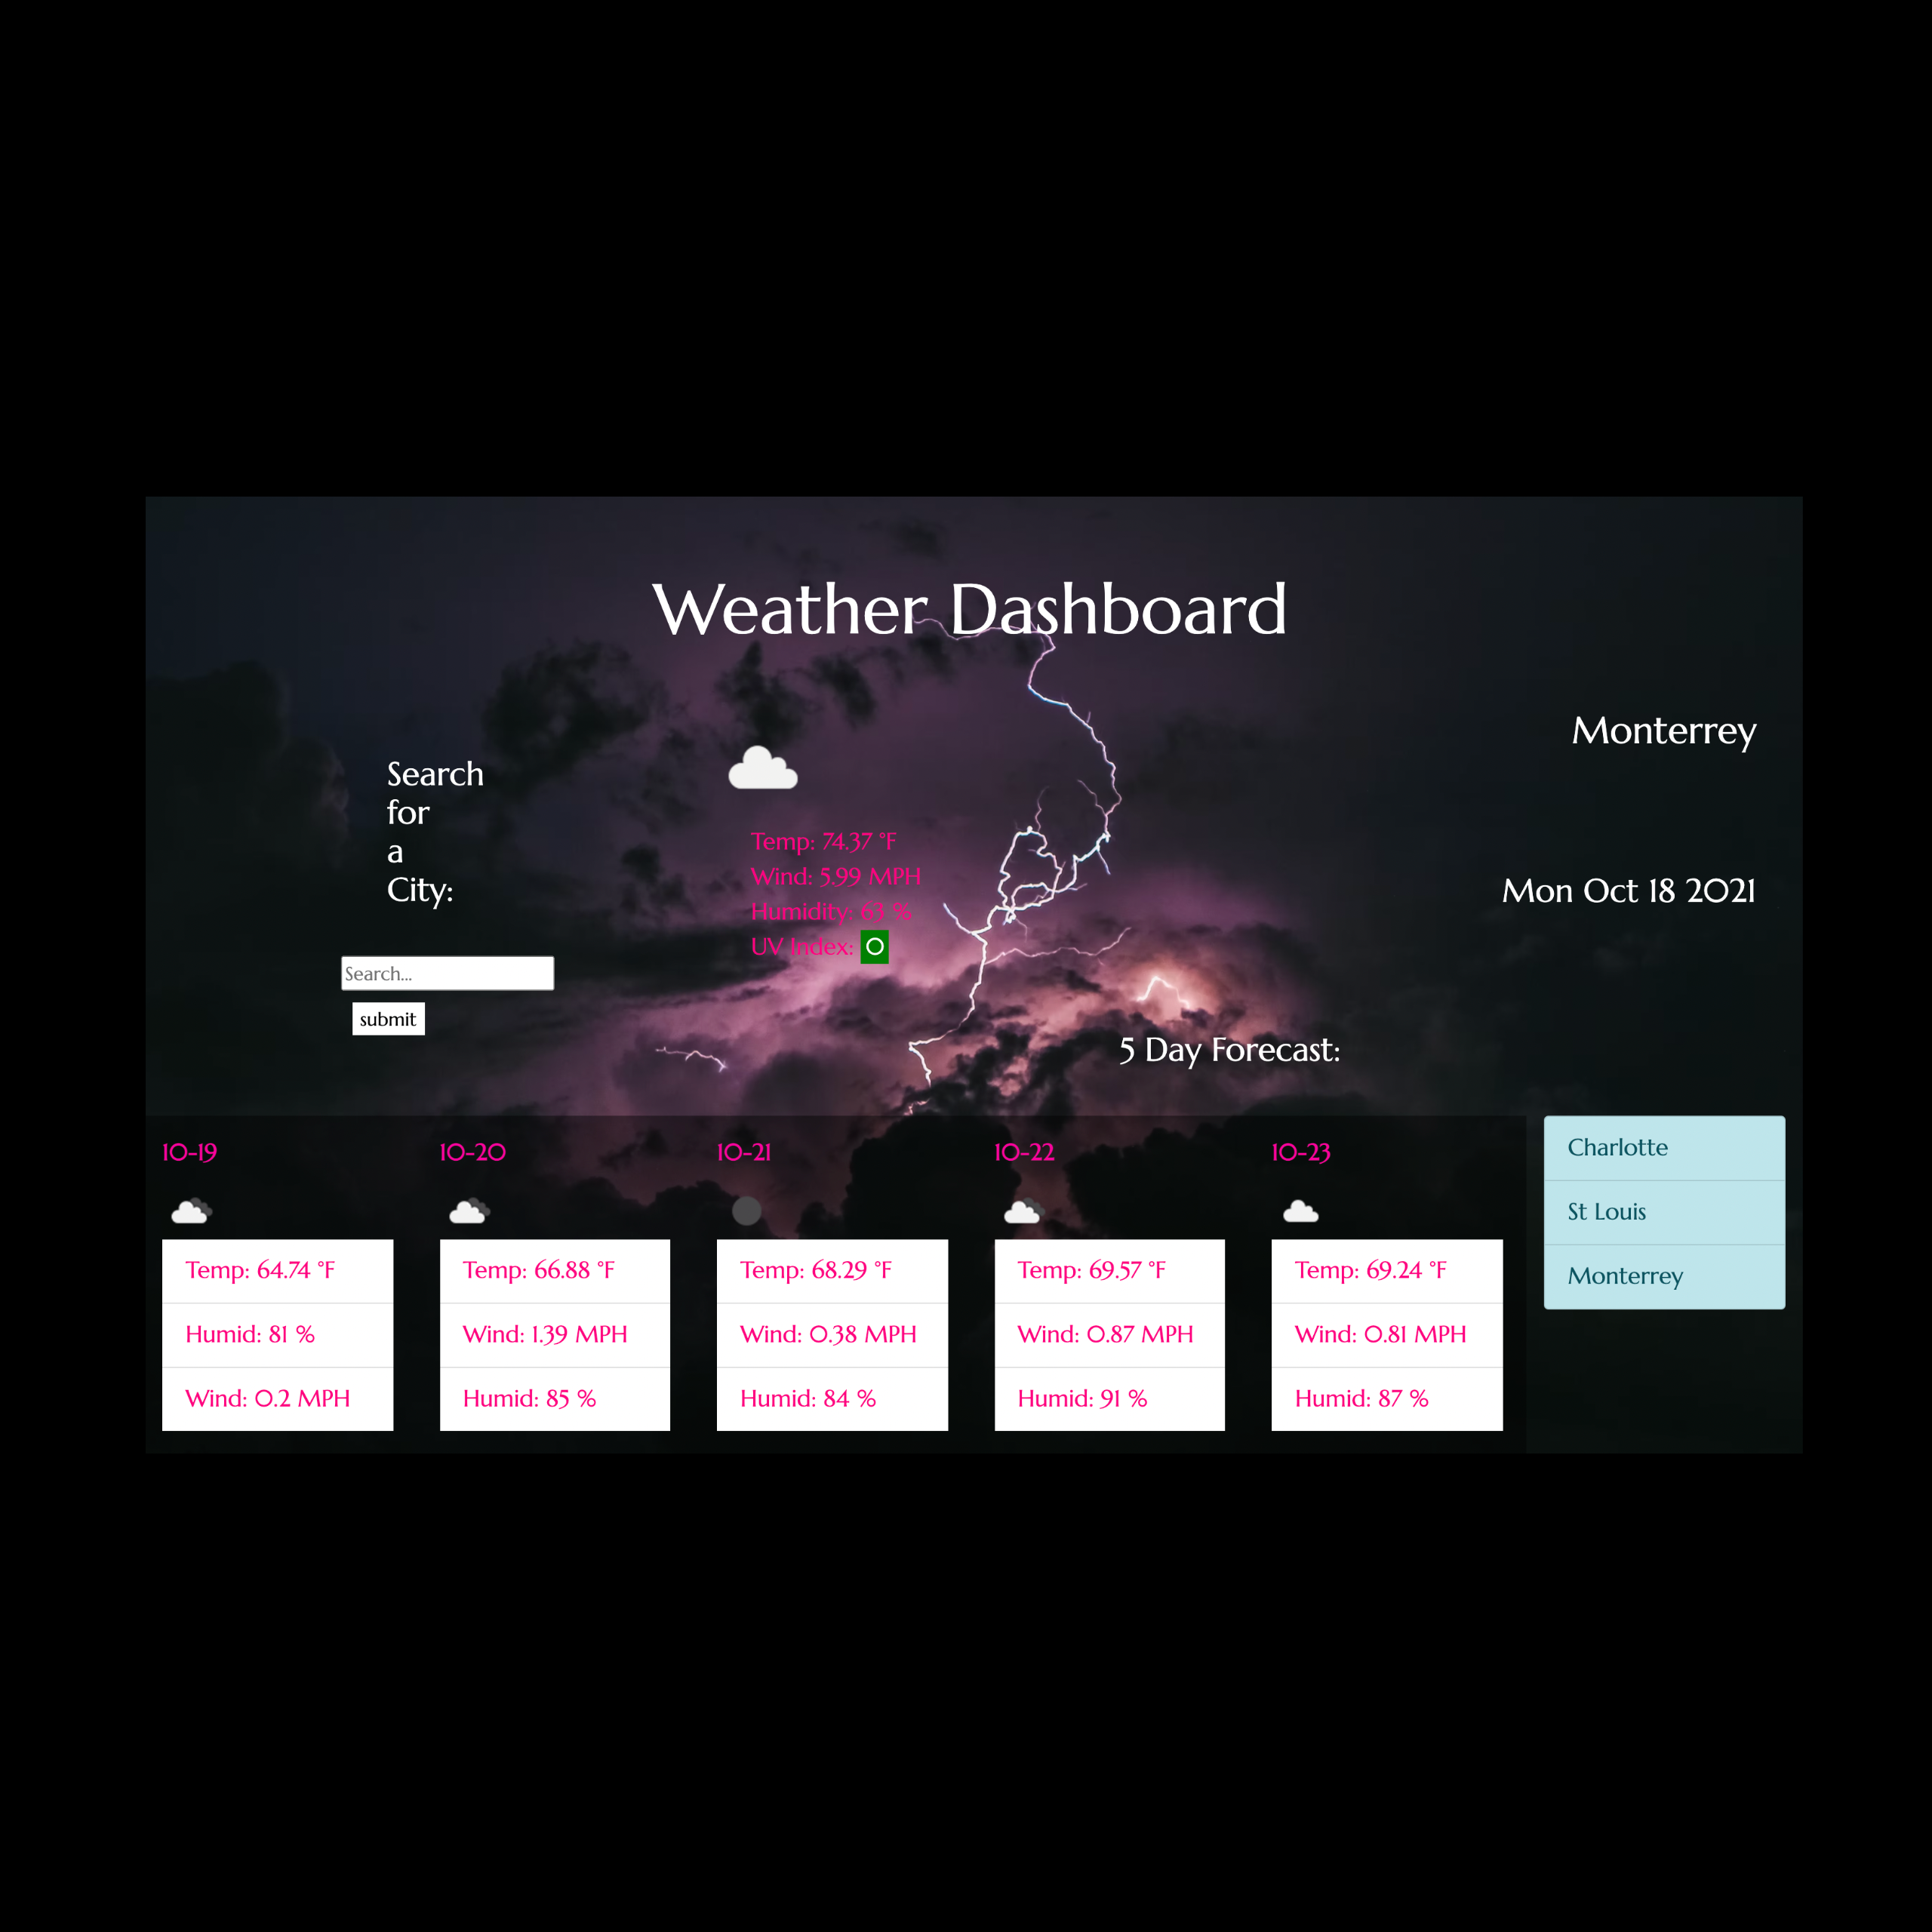 Weather Dashboard
Monterrey
Search
for
a
City:
Temp: 74.37 °F
Wind: 5.99 MPH
Humidity: 63 %
UV Index: 0
Mon Oct 18 2021
Search...
submit
5 Day Forecast:
10-19
Temp: 64.74 °F
Humid: 81 %
Wind: 0.2 MPH
10-20
Temp: 66.88 °F
Wind: 1.39 MPH
Humid: 85 %
10-21
Temp: 68.29 °F
Wind: 0.38 MPH
Humid: 84 %
10-22
Temp: 69.57 °F
Wind: 0.87 MPH
Humid: 91 %
10-23
Temp: 69.24 °F
Wind: 0.81 MPH
Humid: 87 %
Charlotte
St Louis
Monterrey